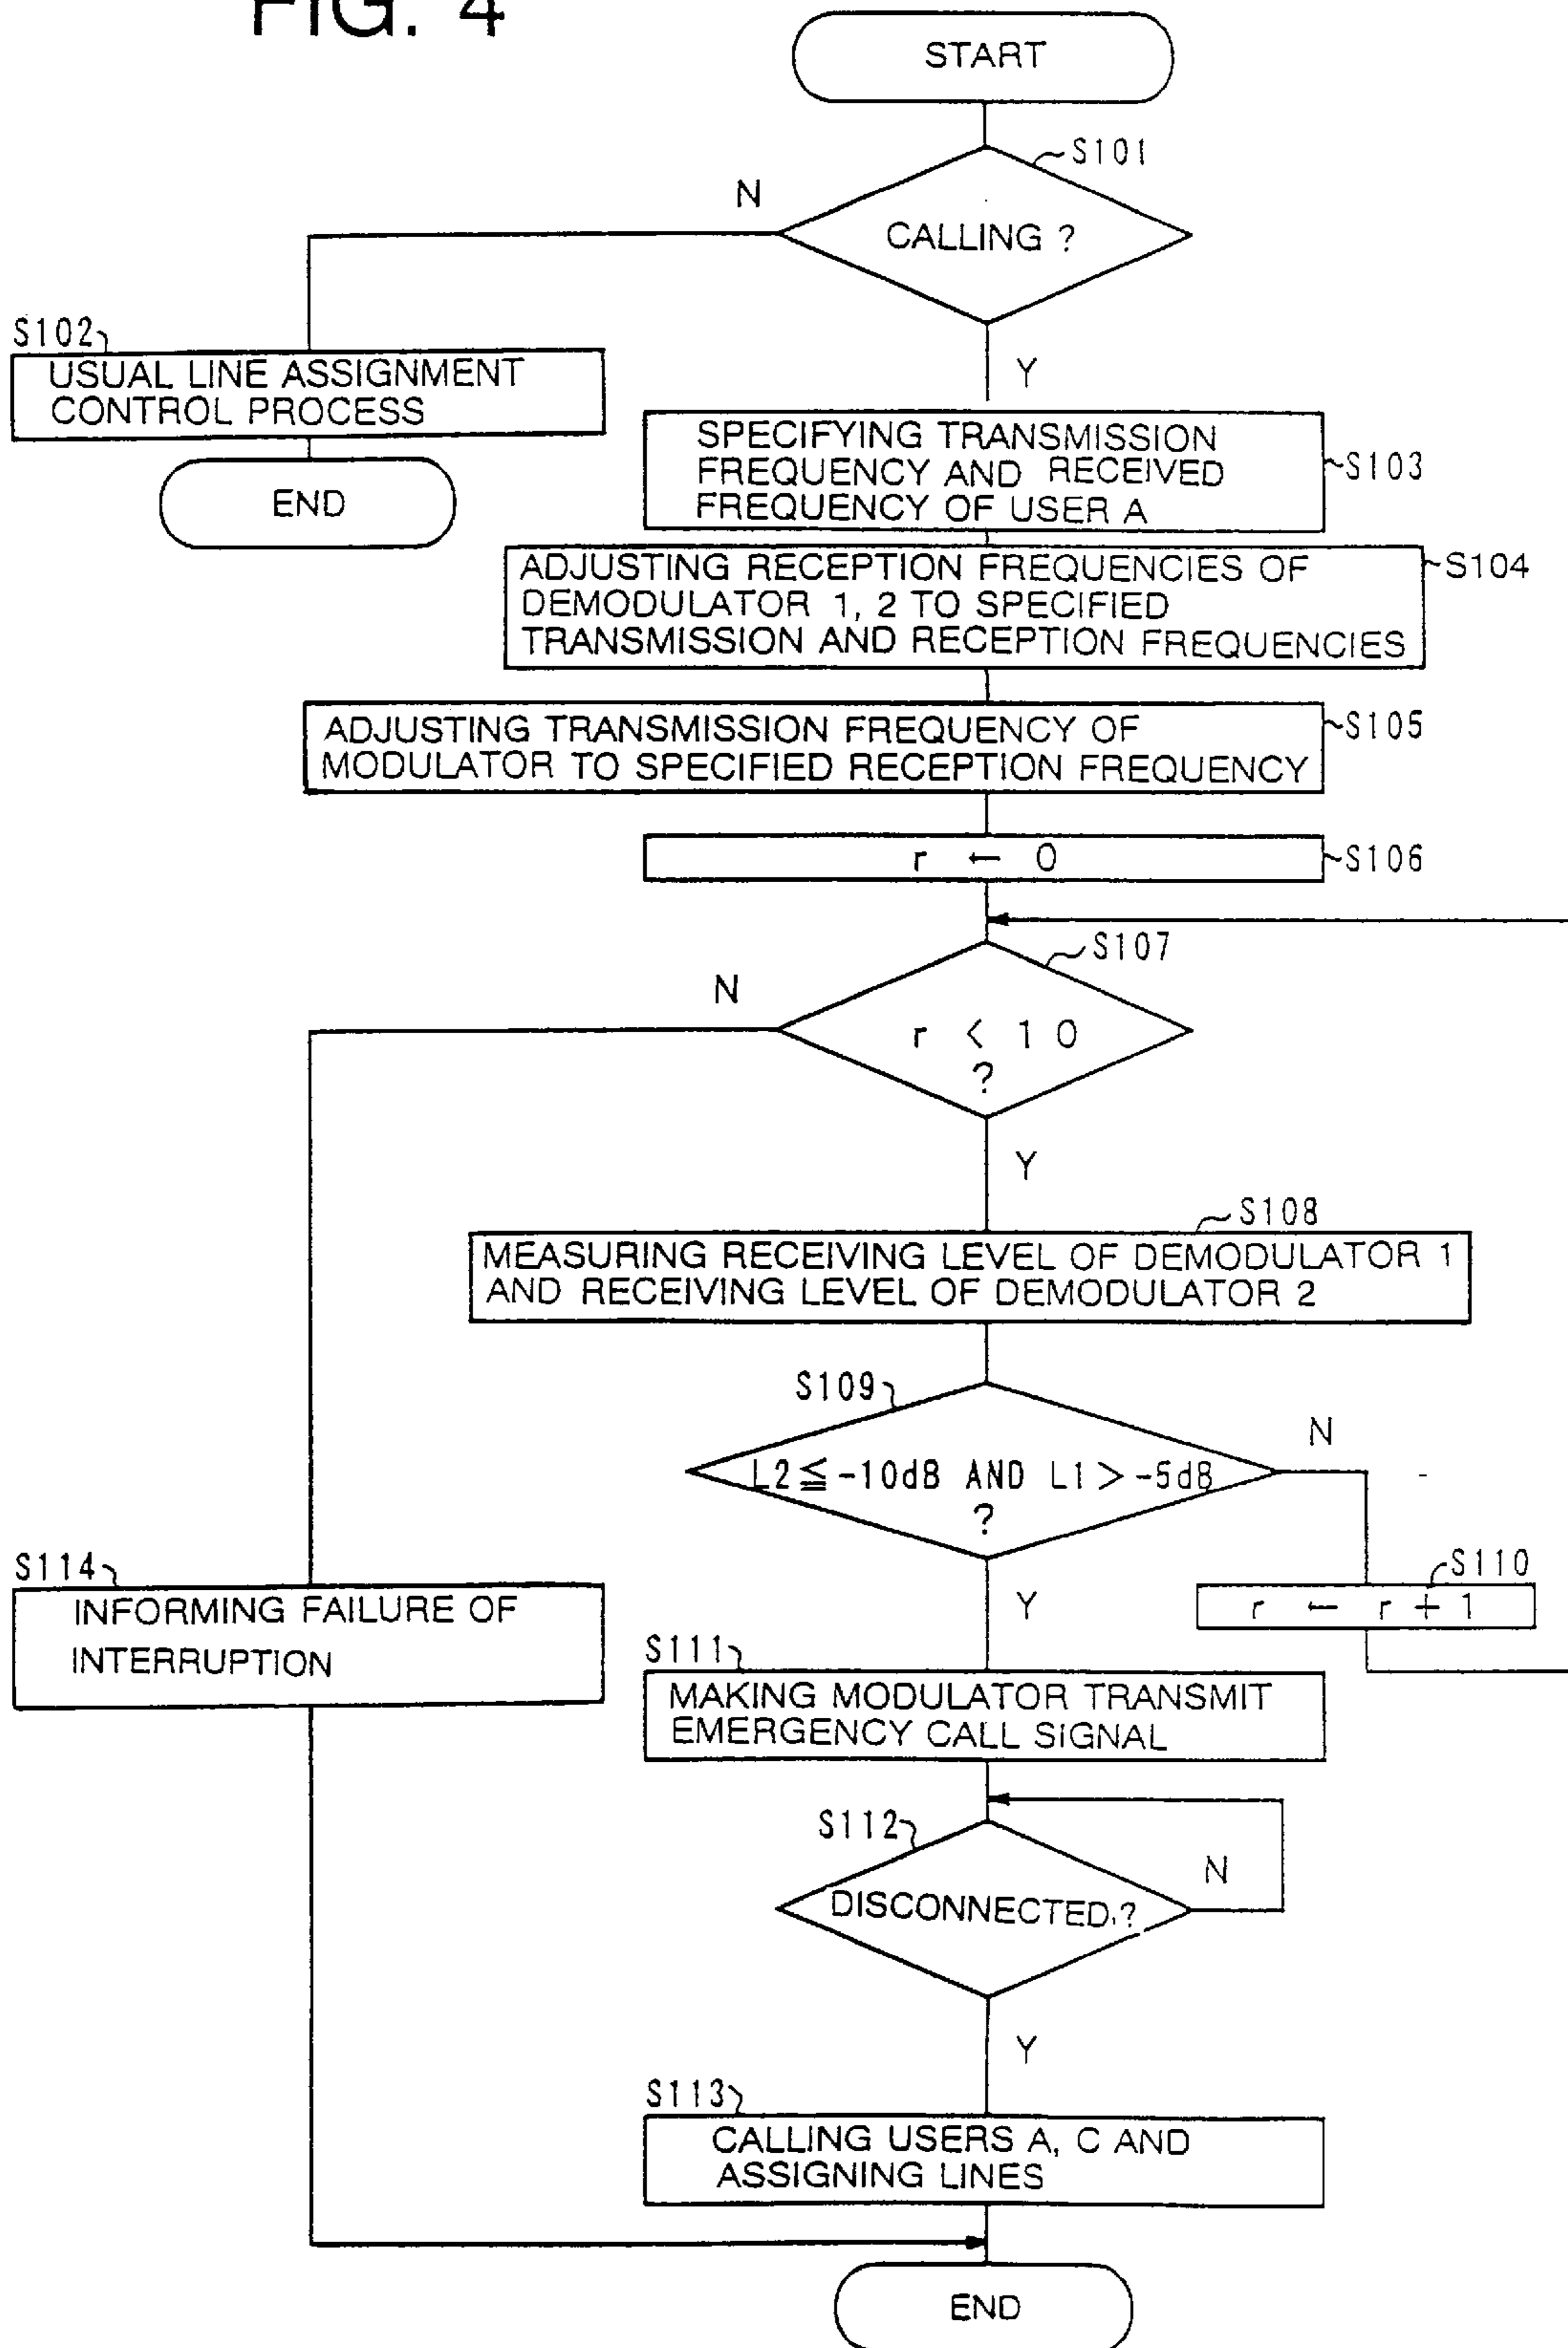 FIG. 4
START
S101
N
CALLING ?
Y
S102
USUAL LINE ASSIGNMENT
CONTROL PROCESS
END
SPECIFYING TRANSMISSION
FREQUENCY AND RECEIVED
FREQUENCY OF USER A
S103
ADJUSTING RECEPTION FREQUENCIES OF
DEMODULATOR 1, 2 TO SPECIFIED
TRANSMISSION AND RECEPTION FREQUENCIES
S104
ADJUSTING TRANSMISSION FREQUENCY OF
MODULATOR TO SPECIFIED RECEPTION FREQUENCY
S105
r ← 0
S106
S107
N
r < 10
?
Y
S108
MEASURING RECEIVING LEVEL OF DEMODULATOR 1
AND RECEIVING LEVEL OF DEMODULATOR 2
S109
N
L2 ≦ -10dB AND L1 > -5dB
?
Y
S110
r ← r + 1
S114
INFORMING FAILURE OF
INTERRUPTION
S111
MAKING MODULATOR TRANSMIT
EMERGENCY CALL SIGNAL
S112
N
DISCONNECTED ?
Y
S113
CALLING USERS A, C AND
ASSIGNING LINES
END